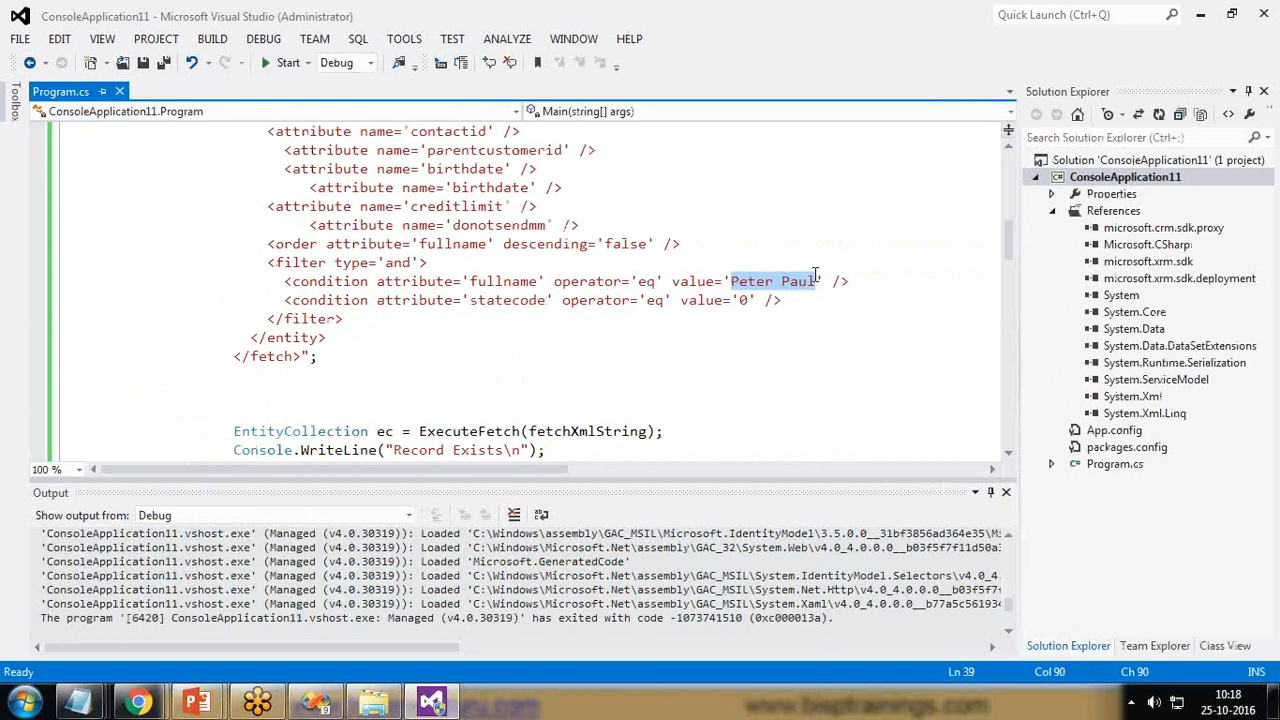 ConsoleApplication11 - Microsoft Visual Studio (Administrator)
Quick Launch (Ctrl+Q)
FILE EDIT VIEW PROJECT BUILD DEBUG TEAM SQL TOOLS TEST ANALYZE WINDOW HELP
Start Debug
Toolbox
Program.cs
ConsoleApplication11.Program
Main(string[] args)
<attribute name='contactid' />
<attribute name='parentcustomerid' />
<attribute name='birthdate' />
<attribute name='birthdate' />
<attribute name='creditlimit' />
<attribute name='donotsendmm' />
<order attribute='fullname' descending='false' />
<filter type='and'>
<condition attribute='fullname' operator='eq' value='Peter Paul' />
<condition attribute='statecode' operator='eq' value='0' />
</filter>
</entity>
</fetch>";
EntityCollection ec = ExecuteFetch(fetchXmlString);
Console.WriteLine("Record Exists\n");
100 %
Solution Explorer
Search Solution Explorer (Ctrl+;)
Solution 'ConsoleApplication11' (1 project)
ConsoleApplication11
Properties
References
microsoft.crm.sdk.proxy
Microsoft.CSharp
microsoft.xrm.sdk
microsoft.xrm.sdk.deployment
System
System.Core
System.Data
System.Data.DataSetExtensions
System.Runtime.Serialization
System.ServiceModel
System.Xml
System.Xml.Linq
App.config
packages.config
Program.cs
Solution Explorer Team Explorer Class View
Output
Show output from: Debug
'ConsoleApplication11.vshost.exe' (Managed (v4.0.30319)): Loaded 'C:\Windows\assembly\GAC_MSIL\Microsoft.IdentityModel\3.5.0.0__31bf3856ad364e35\Mi
'ConsoleApplication11.vshost.exe' (Managed (v4.0.30319)): Loaded 'C:\Windows\Microsoft.Net\assembly\GAC_32\System.Web\v4.0_4.0.0.0__b03f5f7f11d50a3
'ConsoleApplication11.vshost.exe' (Managed (v4.0.30319)): Loaded 'Microsoft.GeneratedCode'
'ConsoleApplication11.vshost.exe' (Managed (v4.0.30319)): Loaded 'C:\Windows\Microsoft.Net\assembly\GAC_MSIL\System.IdentityModel.Selectors\v4.0_4.
'ConsoleApplication11.vshost.exe' (Managed (v4.0.30319)): Loaded 'C:\Windows\Microsoft.Net\assembly\GAC_MSIL\System.Net.Http\v4.0_4.0.0.0__b03f5f7f
'ConsoleApplication11.vshost.exe' (Managed (v4.0.30319)): Loaded 'C:\Windows\Microsoft.Net\assembly\GAC_MSIL\System.Xaml\v4.0_4.0.0.0__b77a5c561934
The program '[6420] ConsoleApplication11.vshost.exe: Managed (v4.0.30319)' has exited with code -1073741510 (0xc000013a).
Ready
Ln 39
Col 90
Ch 90
INS
www.bisptrainings.com
10:18
25-10-2016